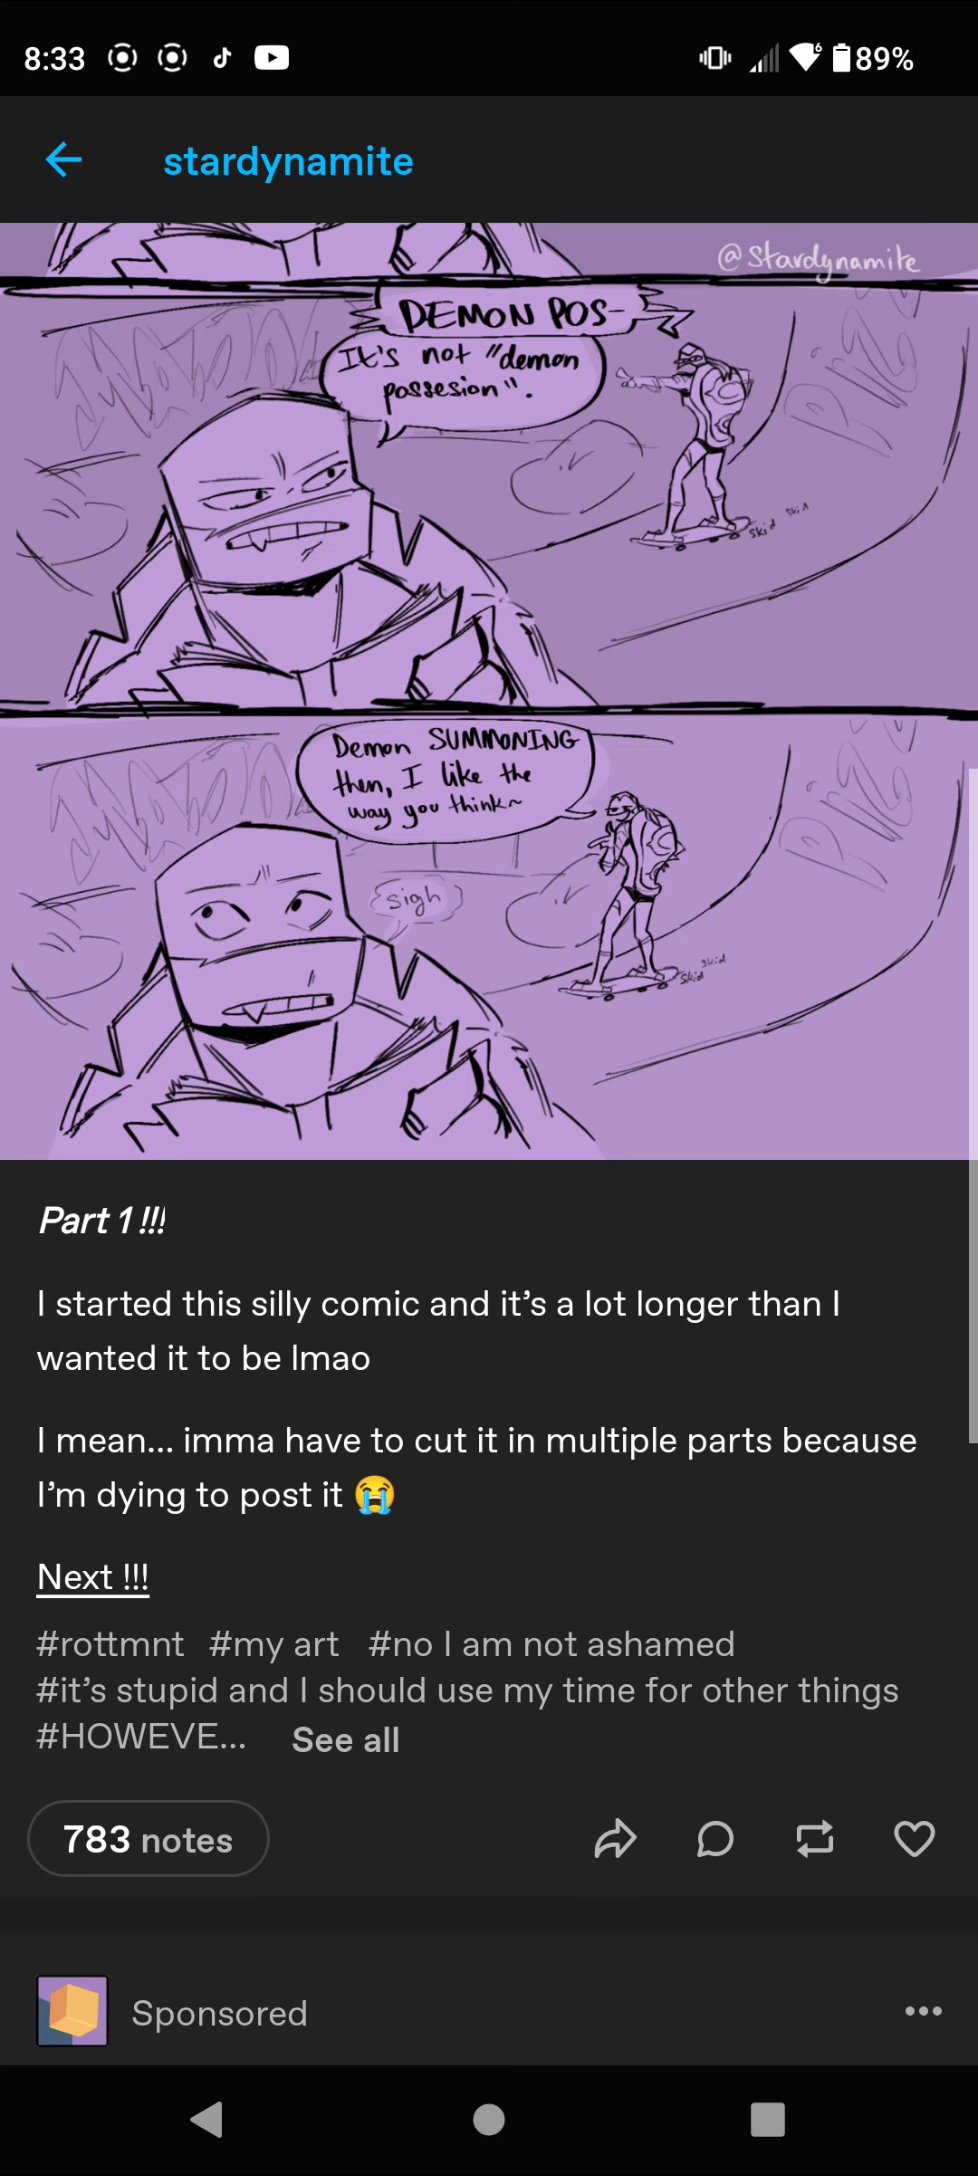 8:33
6
89%
stardynamite
@Stardynamite
DEMON POS-
It's not "demon
possesion".
skid
skid
Demon SUMMONING
then, I like the
way you think~
sigh
skid
skid
Part 1 !!!
I started this silly comic and it’s a lot longer than I
wanted it to be lmao
I mean... imma have to cut it in multiple parts because
I’m dying to post it 😭
Next !!!
#rottmnt #my art #no I am not ashamed
#it’s stupid and I should use my time for other things
#HOWEVE... See all
783 notes
Sponsored